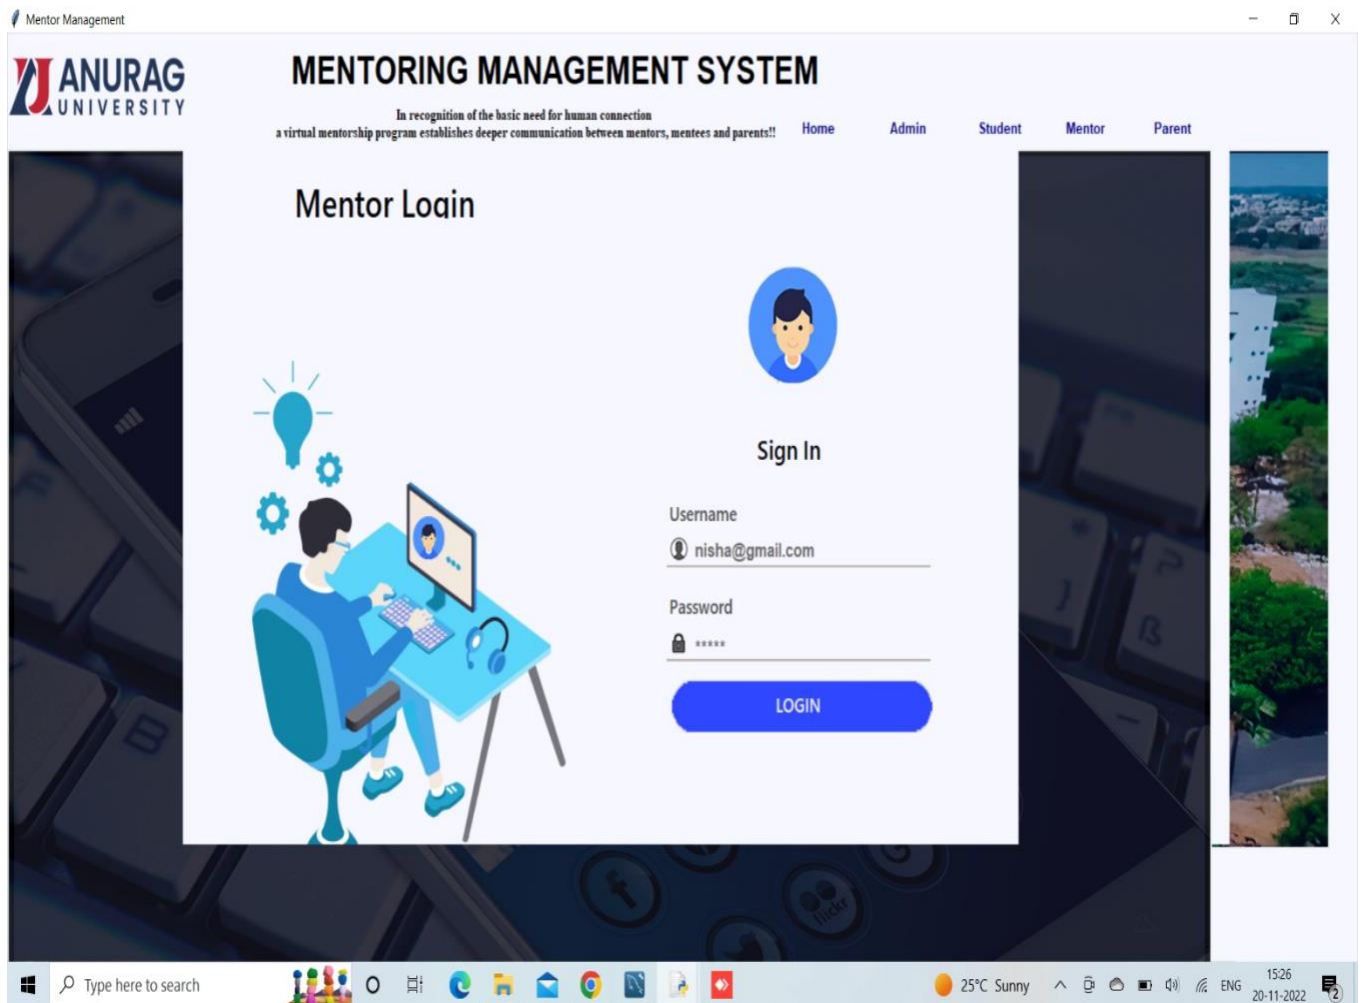 Mentor Management
ANURAG
UNIVERSITY
MENTORING MANAGEMENT SYSTEM
In recognition of the basic need for human connection
a virtual mentorship program establishes deeper communication between mentors, mentees and parents!!
Home Admin Student Mentor Parent
Mentor Login
Sign In
Username
nisha@gmail.com
Password
*****
LOGIN
flickr
Type here to search
25°C Sunny
ENG
15:26
20-11-2022
2